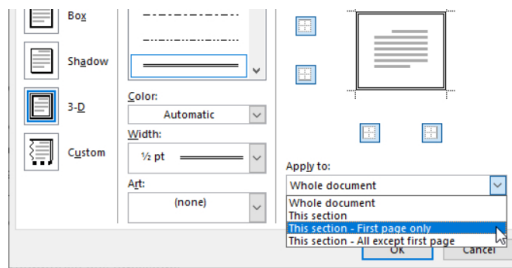 Box
Shadow
3-D
Custom
Color:
Automatic
Width:
½ pt
Art:
(none)
Apply to:
Whole document
Whole document
This section
This section - First page only
This section - All except first page
OK
Cancel